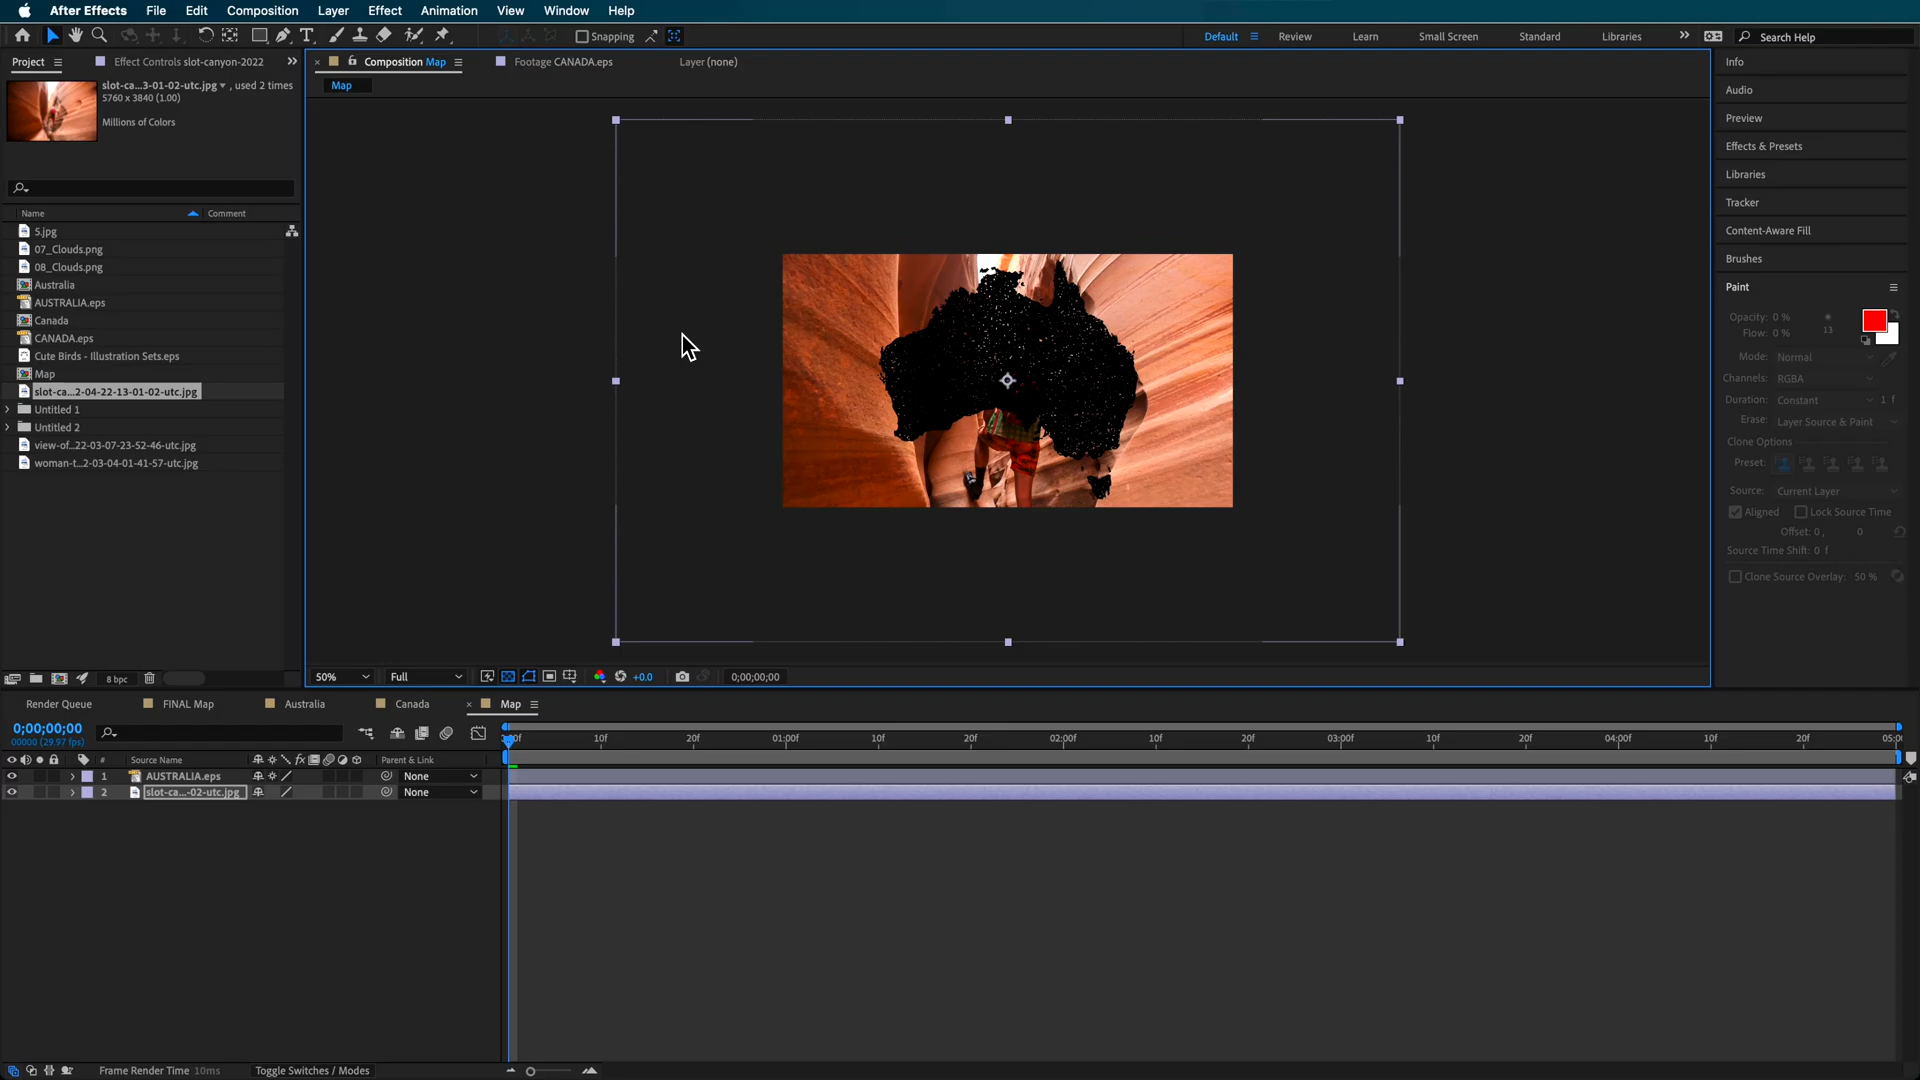 After Effects File Edit Composition Layer Effect Animation View Window Help
Snapping
Default Review Learn Small Screen Standard Libraries Search Help
Project
Effect Controls slot-canyon-2022
Composition Map
Footage CANADA.eps
Layer (none)
slot-ca...3-01-02-utc.jpg , used 2 times
5760 x 3840 (1.00)
Millions of Colors
Map
Name Comment
5.jpg
07_Clouds.png
08_Clouds.png
Australia
AUSTRALIA.eps
Canada
CANADA.eps
Cute Birds - Illustration Sets.eps
Map
slot-ca...2-04-22-13-01-02-utc.jpg
Untitled 1
Untitled 2
view-of...22-03-07-23-52-46-utc.jpg
woman-t...2-03-04-01-41-57-utc.jpg
8 bpc
50% Full +0.0 0;00;00;00
Info
Audio
Preview
Effects & Presets
Libraries
Tracker
Content-Aware Fill
Brushes
Paint
Opacity: 0 %
Flow: 0 % 13
Mode: Normal
Channels: RGBA
Duration: Constant 1 f
Erase: Layer Source & Paint
Clone Options
Preset:
Source: Current Layer
Aligned Lock Source Time
Offset: 0 , 0
Source Time Shift: 0 f
Clone Source Overlay: 50 %
Render Queue FINAL Map Australia Canada Map
0;00;00;00
00000 (29.97 fps)
10f 20f 01:00f 10f 20f 02:00f 10f 20f 03:00f 10f 20f 04:00f 10f 20f
# Source Name Parent & Link
1 AUSTRALIA.eps None
2 slot-ca...-02-utc.jpg None
Frame Render Time 10ms Toggle Switches / Modes